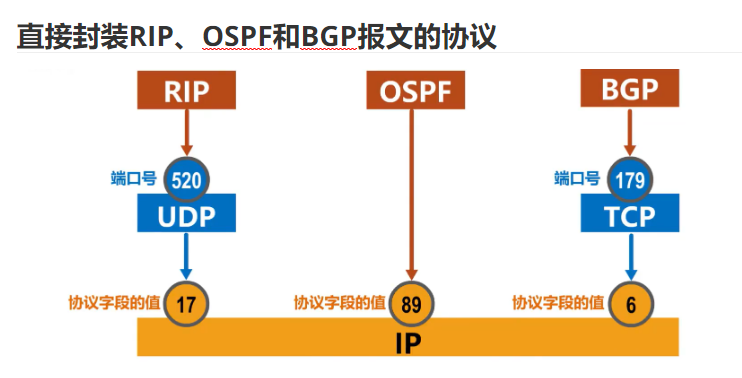 直接封装RIP、OSPF和BGP报文的协议
RIP OSPF BGP
端口号 520 端口号 179
UDP TCP
协议字段的值 17 协议字段的值 89 协议字段的值 6
IP